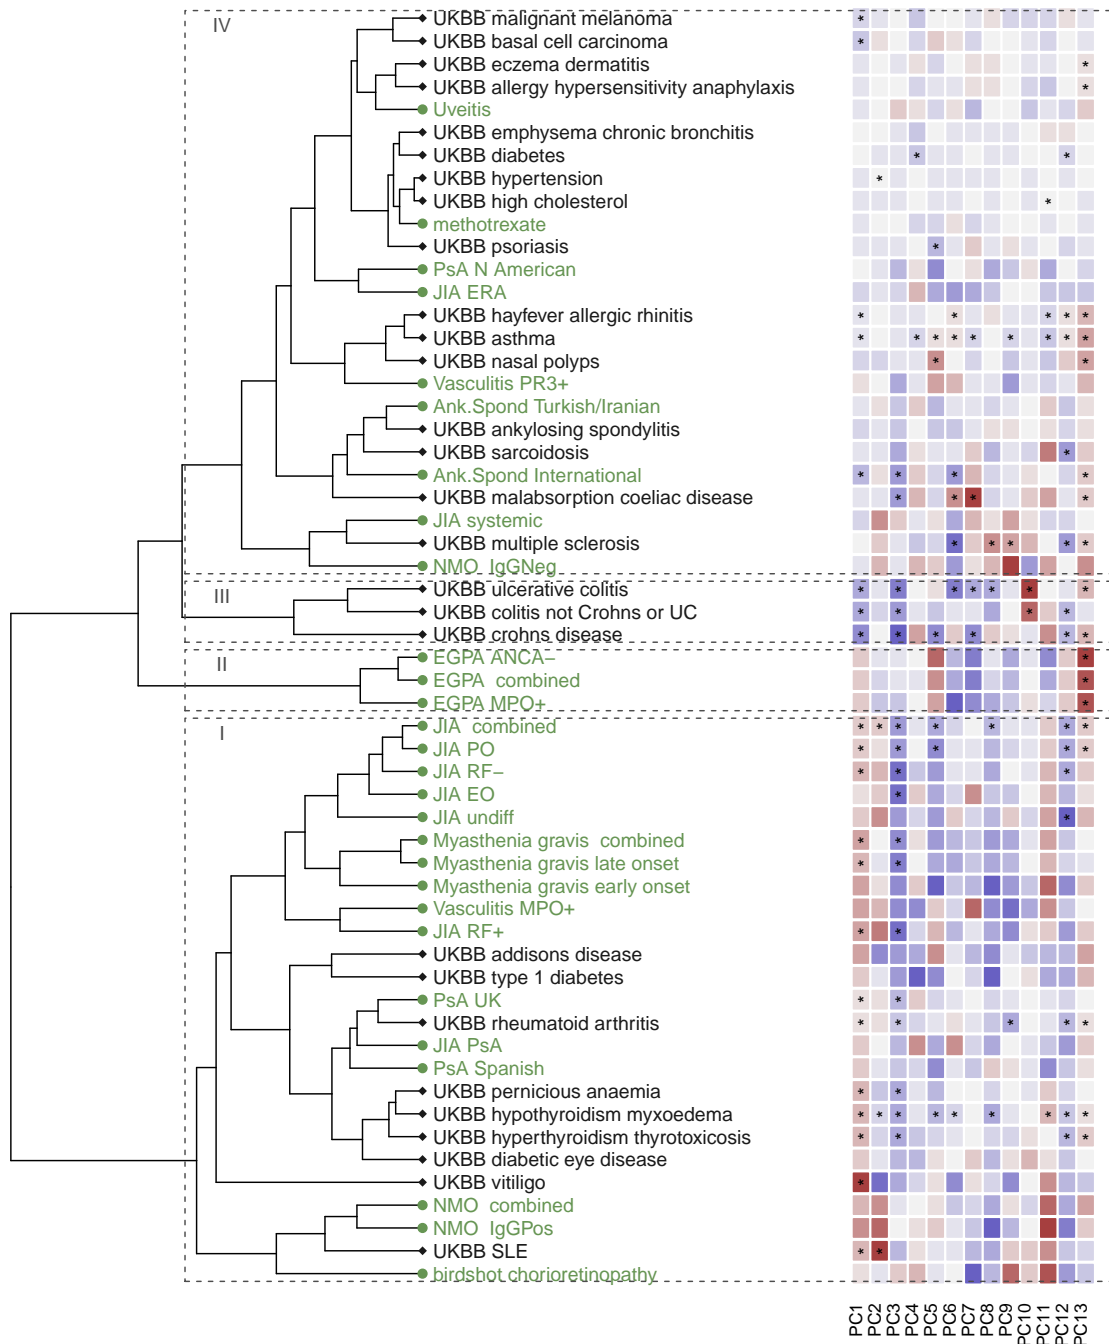 IV
UKBB malignant melanoma
UKBB basal cell carcinoma
UKBB eczema dermatitis
UKBB allergy hypersensitivity anaphylaxis
Uveitis
UKBB emphysema chronic bronchitis
UKBB diabetes
UKBB hypertension
UKBB high cholesterol
methotrexate
UKBB psoriasis
PsA N American
JIA ERA
UKBB hayfever allergic rhinitis
UKBB asthma
UKBB nasal polyps
Vasculitis PR3+
Ank.Spond Turkish/Iranian
UKBB ankylosing spondylitis
UKBB sarcoidosis
Ank.Spond International
UKBB malabsorption coeliac disease
JIA systemic
UKBB multiple sclerosis
NMO IgGNeg
III
UKBB ulcerative colitis
UKBB colitis not Crohns or UC
UKBB crohns disease
II
EGPA ANCA−
EGPA combined
EGPA MPO+
I
JIA combined
JIA PO
JIA RF−
JIA EO
JIA undiff
Myasthenia gravis combined
Myasthenia gravis late onset
Myasthenia gravis early onset
Vasculitis MPO+
JIA RF+
UKBB addisons disease
UKBB type 1 diabetes
PsA UK
UKBB rheumatoid arthritis
JIA PsA
PsA Spanish
UKBB pernicious anaemia
UKBB hypothyroidism myxoedema
UKBB hyperthyroidism thyrotoxicosis
UKBB diabetic eye disease
UKBB vitiligo
NMO combined
NMO IgGPos
UKBB SLE
birdshot chorioretinopathy
PC1
PC2
PC3
PC4
PC5
PC6
PC7
PC8
PC9
PC10
PC11
PC12
PC13